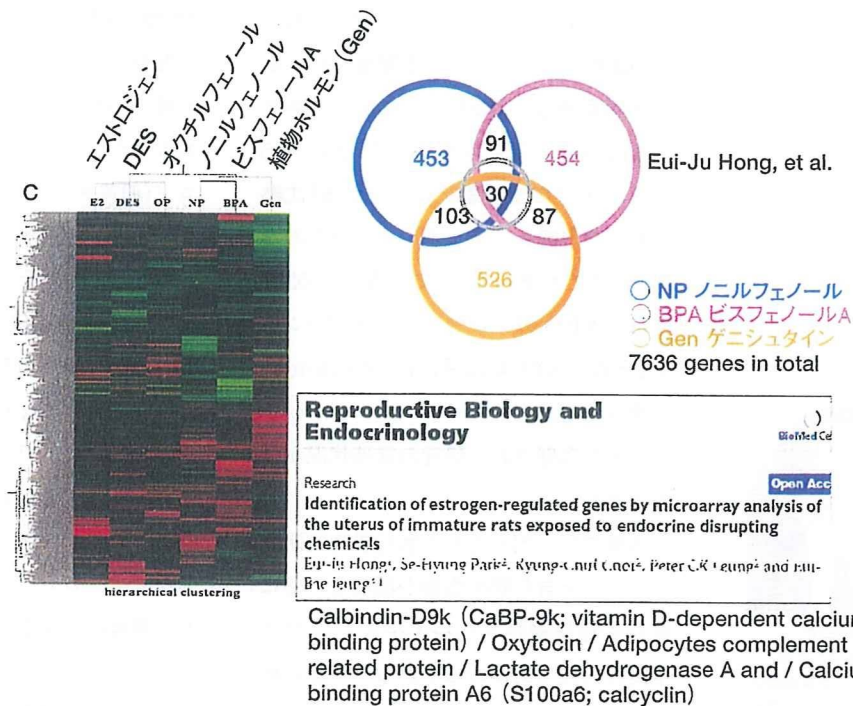 エストロジェン
DES
オクチルフェノール
ノニルフェノール
ビスフェノールA
植物ホルモン(Gen)
C
E2 DES OP NP BPA Gen
hierarchical clustering
453
91
454
30
103
87
526
Eui-Ju Hong, et al.
NP ノニルフェノール
BPA ビスフェノールA
Gen ゲニシュタイン
7636 genes in total
Reproductive Biology and
Endocrinology
BioMed Ce
Research
Open Acc
Identification of estrogen-regulated genes by microarray analysis of
the uterus of immature rats exposed to endocrine disrupting
chemicals
Calbindin-D9k (CaBP-9k; vitamin D-dependent calcium
binding protein) / Oxytocin / Adipocytes complement
related protein / Lactate dehydrogenase A and / Calciu
binding protein A6 (S100a6; calcyclin)